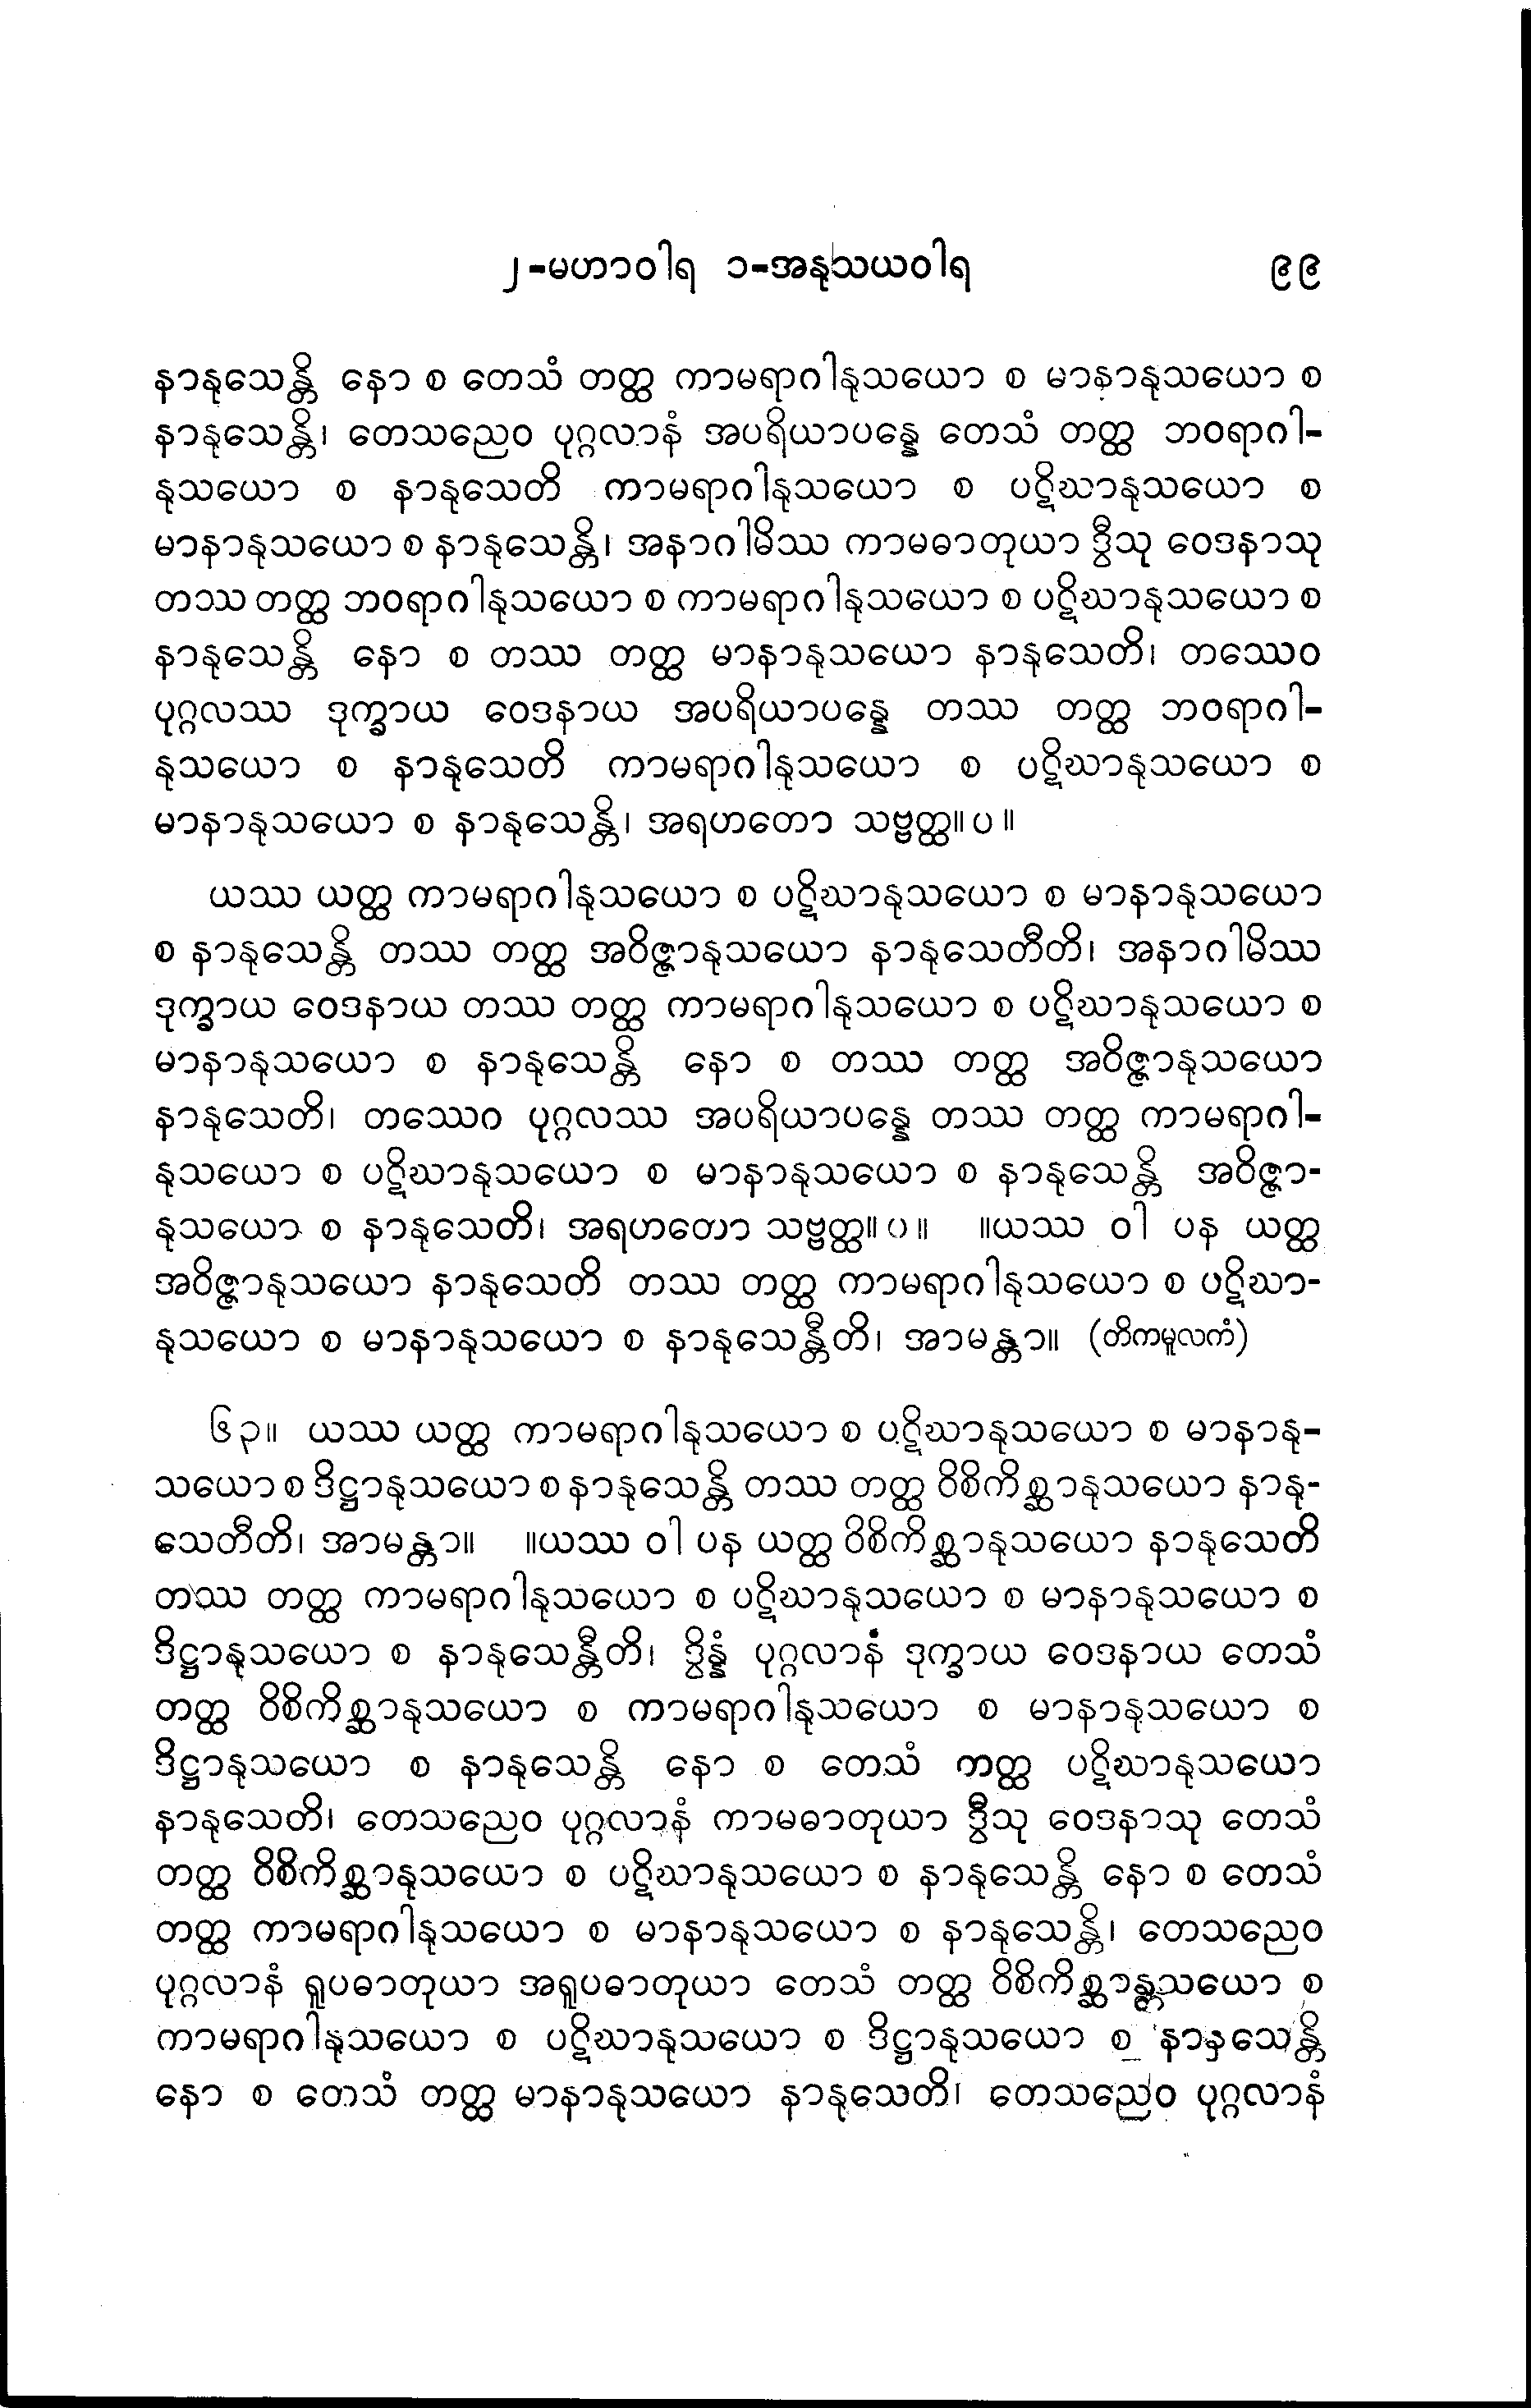 ၂-မဟာဝါရ ၁-အနုသယဝါရ ၉၉
နာနုသေန္တိ နော စ တေသံ တတ္ထ ကာမရာဂါနုသယော စ မာနာနုသယော စ
နာနုသေန္တိ၊ တေသညေဝ ပုဂ္ဂလာနံ အပရိယာပန္နေ တေသံ တတ္ထ ဘဝရာဂါ-
နုသယော စ နာနုသေတိ ကာမရာဂါနုသယော စ ပဋိဃာနုသယော စ
မာနာနုသယော စ နာနုသေန္တိ၊ အနာဂါမိဿ ကာမဓာတုယာ ဒွီသု ဝေဒနာသု
တဿ တတ္ထ ဘဝရာဂါနုသယော စ ကာမရာဂါနုသယော စ ပဋိဃာနုသယော စ
နာနုသေန္တိ နော စ တဿ တတ္ထ မာနာနုသယော နာနုသေတိ၊ တဿေဝ
ပုဂ္ဂလဿ ဒုက္ခာယ ဝေဒနာယ အပရိယာပန္နေ တဿ တတ္ထ ဘဝရာဂါ-
နုသယော စ နာနုသေတိ ကာမရာဂါနုသယော စ ပဋိဃာနုသယော စ
မာနာနုသယော စ နာနုသေန္တိ၊ အရဟတော သဗ္ဗတ္ထ။ပ။
ယဿ ယတ္ထ ကာမရာဂါနုသယော စ ပဋိဃာနုသယော စ မာနာနုသယော
စ နာနုသေန္တိ တဿ တတ္ထ အဝိဇ္ဇာနုသယော နာနုသေတီတိ၊ အနာဂါမိဿ
ဒုက္ခာယ ဝေဒနာယ တဿ တတ္ထ ကာမရာဂါနုသယော စ ပဋိဃာနုသယော စ
မာနာနုသယော စ နာနုသေန္တိ နော စ တဿ တတ္ထ အဝိဇ္ဇာနုသယော
နာနုသေတိ၊ တဿေဝ ပုဂ္ဂလဿ အပရိယာပန္နေ တဿ တတ္ထ ကာမရာဂါ-
နုသယော စ ပဋိဃာနုသယော စ မာနာနုသယော စ နာနုသေန္တိ အဝိဇ္ဇာ-
နုသယော စ နာနုသေတိ၊ အရဟတော သဗ္ဗတ္ထ။ပ။ ။ယဿ ဝါ ပန ယတ္ထ
အဝိဇ္ဇာနုသယော နာနုသေတိ တဿ တတ္ထ ကာမရာဂါနုသယော စ ပဋိဃာ-
နုသယော စ မာနာနုသယော စ နာနုသေန္တီတိ၊ အာမန္တာ။ (တိကမူလကံ)
၆၃။ ယဿ ယတ္ထ ကာမရာဂါနုသယော စ ပဋိဃာနုသယော စ မာနာနု-
သယော စ ဒိဋ္ဌာနုသယော စ နာနုသေန္တိ တဿ တတ္ထ ဝိစိကိစ္ဆာနုသယော နာနု-
သေတီတိ၊ အာမန္တာ။ ။ယဿ ဝါ ပန ယတ္ထ ဝိစိကိစ္ဆာနုသယော နာနုသေတိ
တဿ တတ္ထ ကာမရာဂါနုသယော စ ပဋိဃာနုသယော စ မာနာနုသယော စ
ဒိဋ္ဌာနုသယော စ နာနုသေန္တီတိ၊ ဒွိန္နံ ပုဂ္ဂလာနံ ဒုက္ခာယ ဝေဒနာယ တေသံ
တတ္ထ ဝိစိကိစ္ဆာနုသယော စ ကာမရာဂါနုသယော စ မာနာနုသယော စ
ဒိဋ္ဌာနုသယော စ နာနုသေန္တိ နော စ တေသံ တတ္ထ ပဋိဃာနုသယော
နာနုသေတိ၊ တေသညေဝ ပုဂ္ဂလာနံ ကာမဓာတုယာ ဒွီသု ဝေဒနာသု တေသံ
တတ္ထ ဝိစိကိစ္ဆာနုသယော စ ပဋိဃာနုသယော စ နာနုသေန္တိ နော စ တေသံ
တတ္ထ ကာမရာဂါနုသယော စ မာနာနုသယော စ နာနုသေန္တိ၊ တေသညေဝ
ပုဂ္ဂလာနံ ရူပဓာတုယာ အရူပဓာတုယာ တေသံ တတ္ထ ဝိစိကိစ္ဆာနုသယော စ
ကာမရာဂါနုသယော စ ပဋိဃာနုသယော စ ဒိဋ္ဌာနုသယော စ နာနုသေန္တိ
နော စ တေသံ တတ္ထ မာနာနုသယော နာနုသေတိ၊ တေသညေဝ ပုဂ္ဂလာနံ